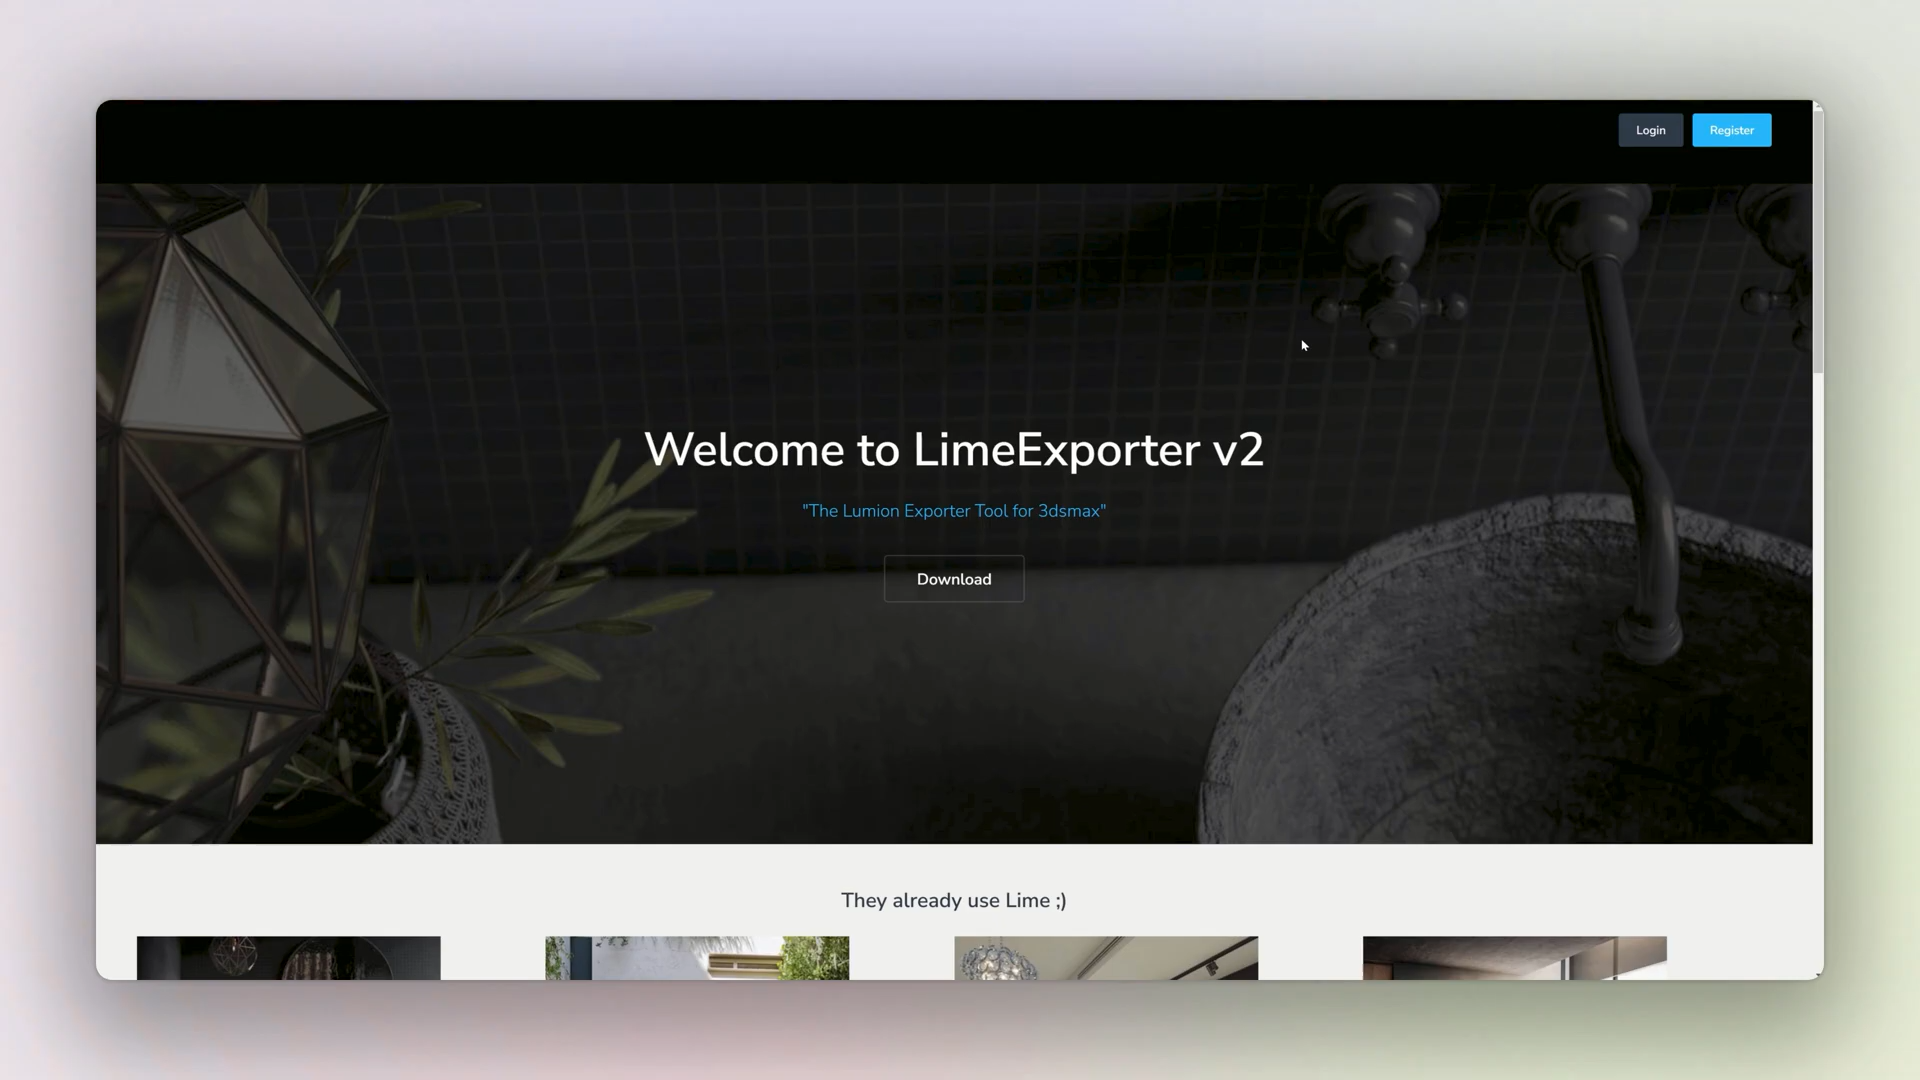 Login
Register
Welcome to LimeExporter v2
"The Lumion Exporter Tool for 3dsmax"
Download
They already use Lime ;)